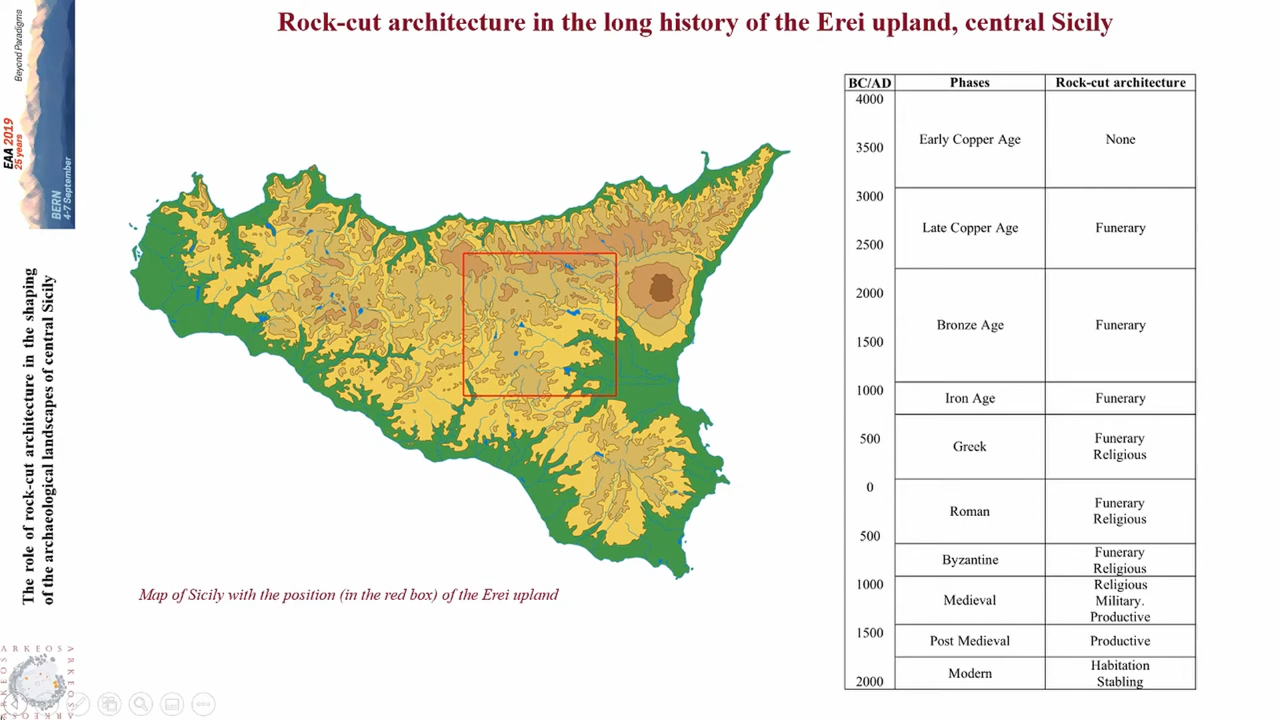 Rock-cut architecture in the long history of the Erei upland, central Sicily
Beyond Paradigms
EAA 2019
25 years
BERN
4-7 September
The role of rock-cut architecture in the shaping
of the archaeological landscapes of central Sicily
Map of Sicily with the position (in the red box) of the Erei upland
BC/AD Phases Rock-cut architecture
4000
Early Copper Age None
3500
3000
Late Copper Age Funerary
2500
2000
Bronze Age Funerary
1500
1000
Iron Age Funerary
500
Greek Funerary
Religious
0
Roman Funerary
Religious
500
Byzantine Funerary
Religious
1000
Medieval Religious
Military.
Productive
1500
Post Medieval Productive
Modern Habitation
Stabling
2000
ARKEOS
ARKEOS
ARKEOS
ARKEOS